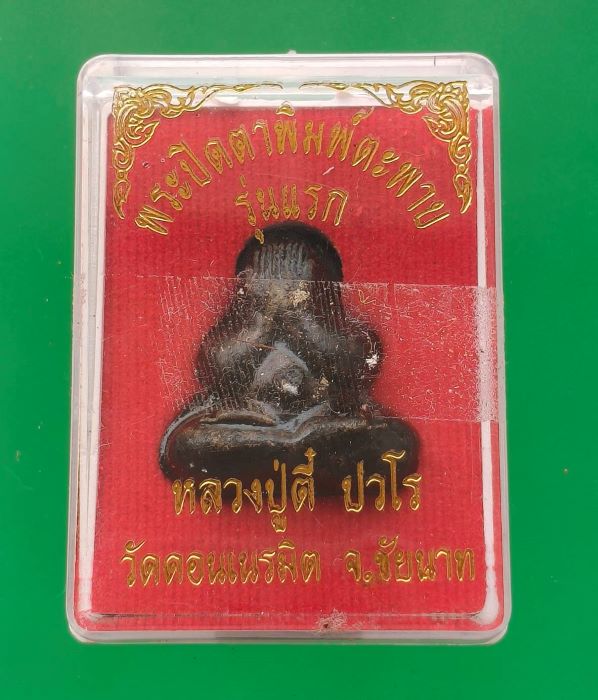 พระปิดตาพิมพ์ตะพาบ
รุ่นแรก
หลวงปู่ตี๋ ปวโร
วัดดอนเนรมิต จ.ชัยนาท